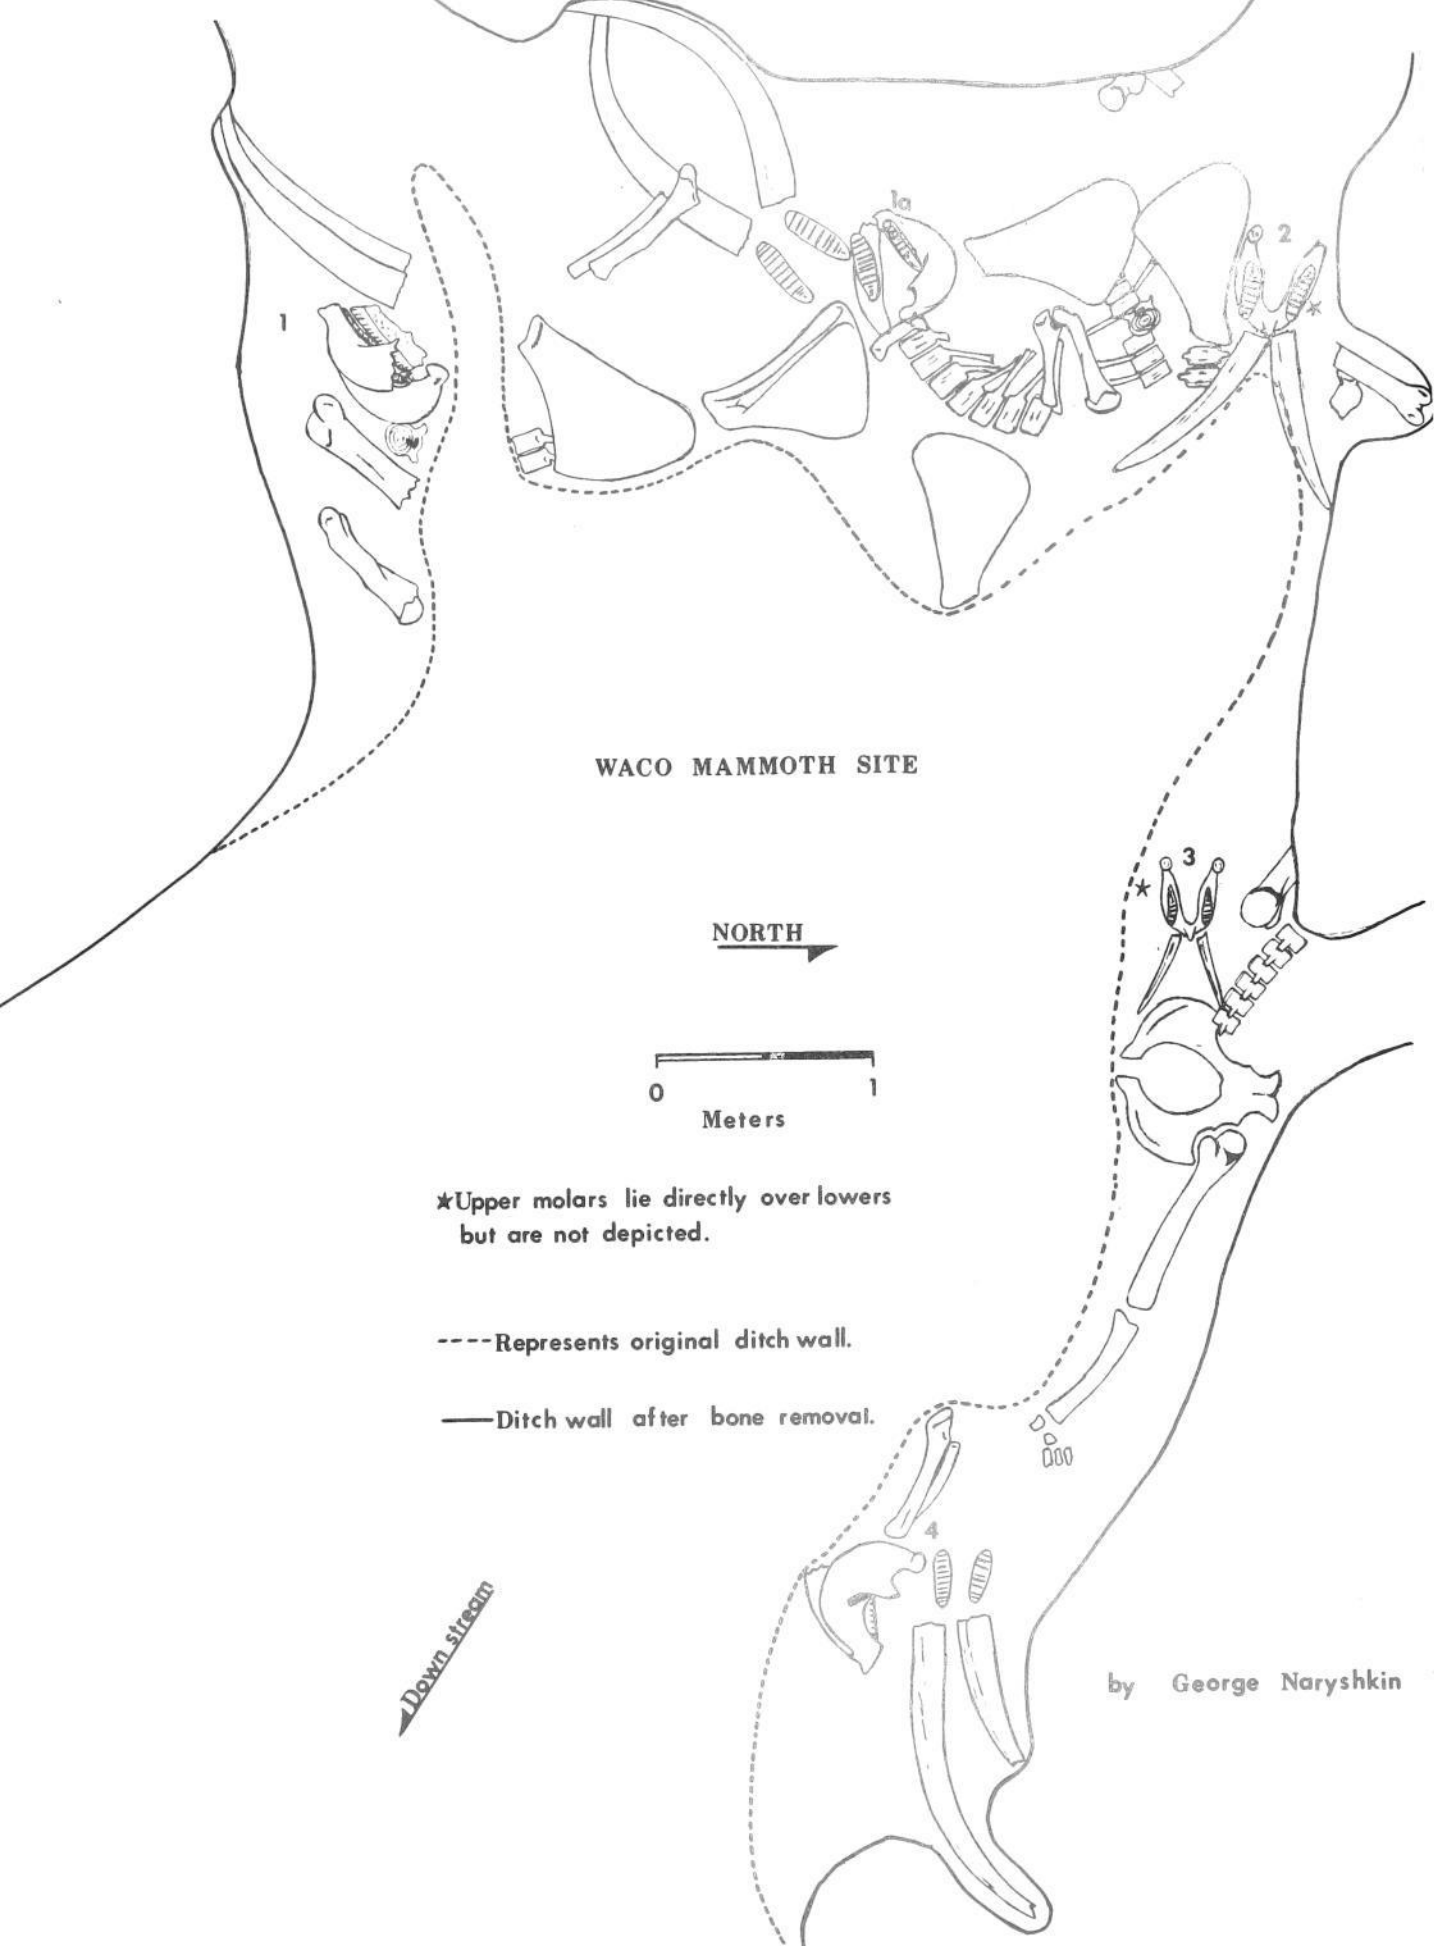 1a
2
1
WACO MAMMOTH SITE
3
NORTH
0 1
Meters
★Upper molars lie directly over lowers
but are not depicted.
----Represents original ditch wall.
——Ditch wall after bone removal.
4
Down stream
by George Naryshkin